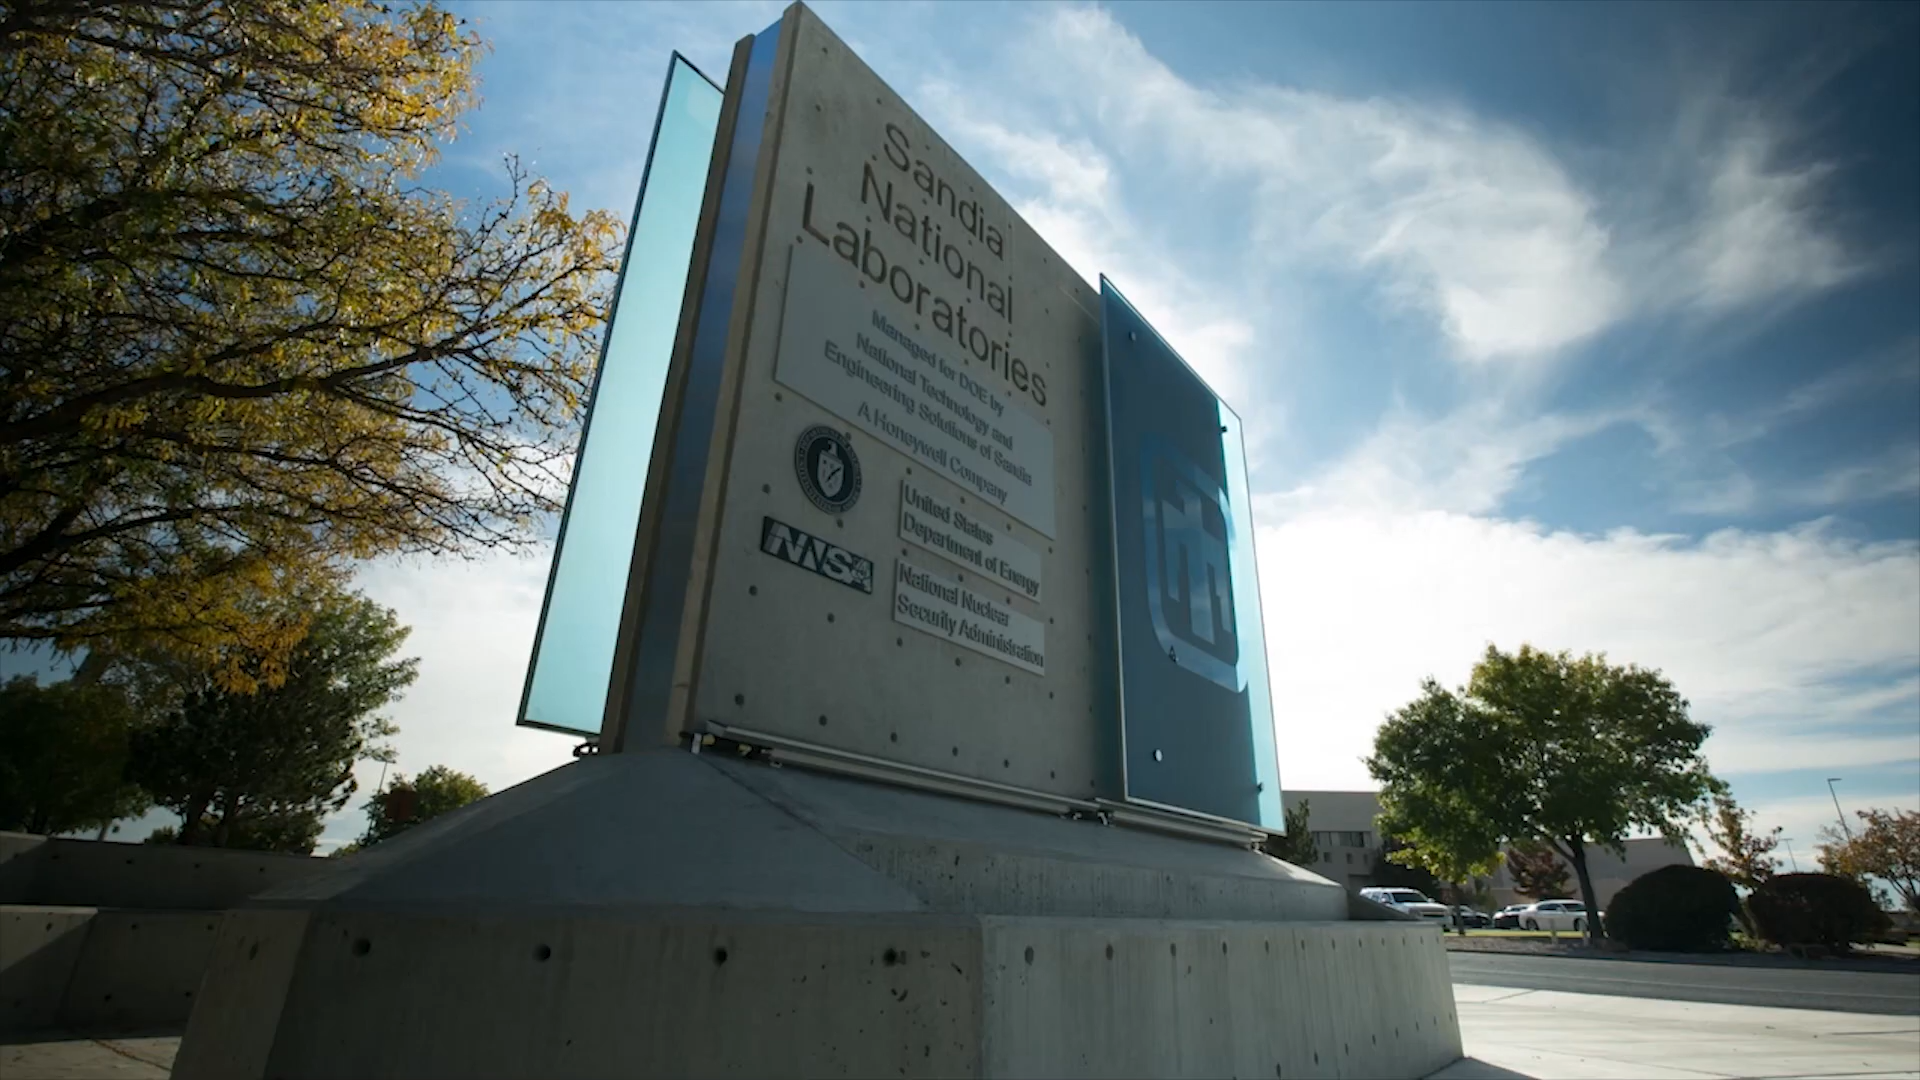 Sandia
National
Laboratories
Managed for DOE by
National Technology and
Engineering Solutions of Sandia
A Honeywell Company
United States
Department of Energy
NNSA
National Nuclear
Security Administration